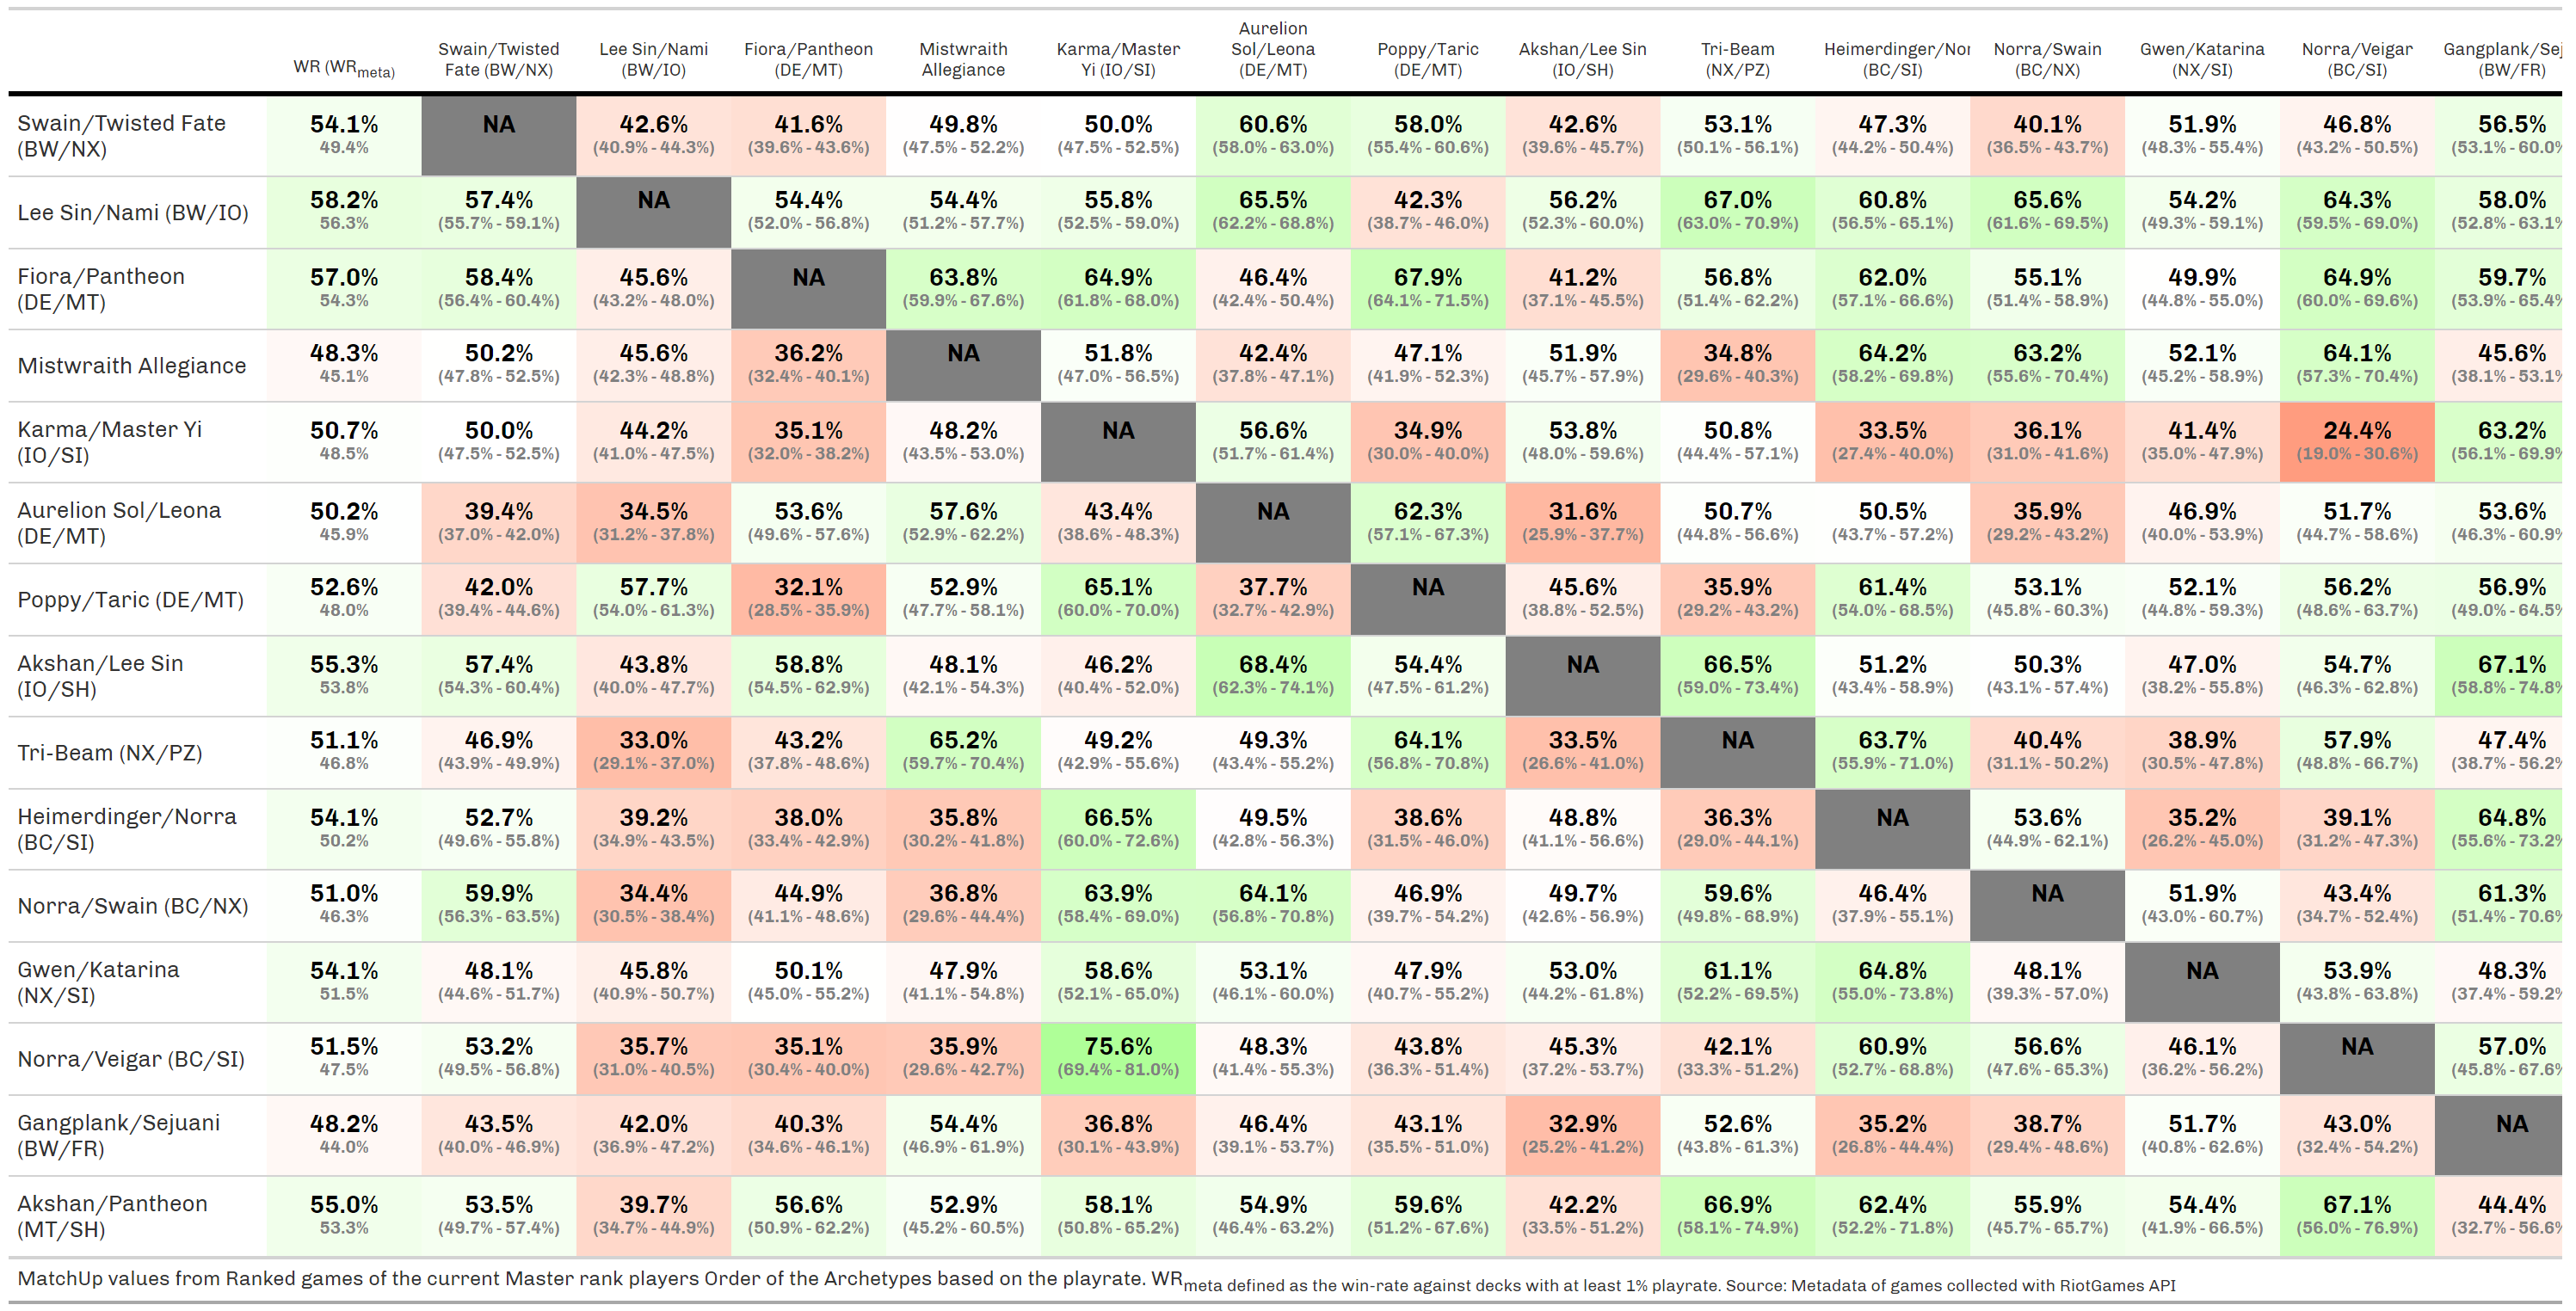 WR (WRmeta) Swain/Twisted Fate (BW/NX) Lee Sin/Nami (BW/IO) Fiora/Pantheon (DE/MT) Mistwraith Allegiance Karma/Master Yi (IO/SI) Aurelion Sol/Leona (DE/MT) Poppy/Taric (DE/MT) Akshan/Lee Sin (IO/SH) Tri-Beam (NX/PZ) Heimerdinger/Nor (BC/SI) Norra/Swain (BC/NX) Gwen/Katarina (NX/SI) Norra/Veigar (BC/SI) Gangplank/Sej (BW/FR)
Swain/Twisted Fate (BW/NX) 54.1% NA 42.6% 41.6% 49.8% 50.0% 60.6% 58.0% 42.6% 53.1% 47.3% 40.1% 51.9% 46.8% 56.5%
49.4% (40.9% - 44.3%) (39.6% - 43.6%) (47.5% - 52.2%) (47.5% - 52.5%) (58.0% - 63.0%) (55.4% - 60.6%) (39.6% - 45.7%) (50.1% - 56.1%) (44.2% - 50.4%) (36.5% - 43.7%) (48.3% - 55.4%) (43.2% - 50.5%) (53.1% - 60.0%
Lee Sin/Nami (BW/IO) 58.2% 57.4% NA 54.4% 54.4% 55.8% 65.5% 42.3% 56.2% 67.0% 60.8% 65.6% 54.2% 64.3% 58.0%
56.3% (55.7% - 59.1%) (52.0% - 56.8%) (51.2% - 57.7%) (52.5% - 59.0%) (62.2% - 68.8%) (38.7% - 46.0%) (52.3% - 60.0%) (63.0% - 70.9%) (56.5% - 65.1%) (61.6% - 69.5%) (49.3% - 59.1%) (59.5% - 69.0%) (52.8% - 63.1%
Fiora/Pantheon (DE/MT) 57.0% 58.4% 45.6% NA 63.8% 64.9% 46.4% 67.9% 41.2% 56.8% 62.0% 55.1% 49.9% 64.9% 59.7%
54.3% (56.4% - 60.4%) (43.2% - 48.0%) (59.9% - 67.6%) (61.8% - 68.0%) (42.4% - 50.4%) (64.1% - 71.5%) (37.1% - 45.5%) (51.4% - 62.2%) (57.1% - 66.6%) (51.4% - 58.9%) (44.8% - 55.0%) (60.0% - 69.6%) (53.9% - 65.4%
Mistwraith Allegiance 48.3% 50.2% 45.6% 36.2% NA 51.8% 42.4% 47.1% 51.9% 34.8% 64.2% 63.2% 52.1% 64.1% 45.6%
45.1% (47.8% - 52.5%) (42.3% - 48.8%) (32.4% - 40.1%) (47.0% - 56.5%) (37.8% - 47.1%) (41.9% - 52.3%) (45.7% - 57.9%) (29.6% - 40.3%) (58.2% - 69.8%) (55.6% - 70.4%) (45.2% - 58.9%) (57.3% - 70.4%) (38.1% - 53.1%
Karma/Master Yi (IO/SI) 50.7% 50.0% 44.2% 35.1% 48.2% NA 56.6% 34.9% 53.8% 50.8% 33.5% 36.1% 41.4% 24.4% 63.2%
48.5% (47.5% - 52.5%) (41.0% - 47.5%) (32.0% - 38.2%) (43.5% - 53.0%) (51.7% - 61.4%) (30.0% - 40.0%) (48.0% - 59.6%) (44.4% - 57.1%) (27.4% - 40.0%) (31.0% - 41.6%) (35.0% - 47.9%) (19.0% - 30.6%) (56.1% - 69.9%
Aurelion Sol/Leona (DE/MT) 50.2% 39.4% 34.5% 53.6% 57.6% 43.4% NA 62.3% 31.6% 50.7% 50.5% 35.9% 46.9% 51.7% 53.6%
45.9% (37.0% - 42.0%) (31.2% - 37.8%) (49.6% - 57.6%) (52.9% - 62.2%) (38.6% - 48.3%) (57.1% - 67.3%) (25.9% - 37.7%) (44.8% - 56.6%) (43.7% - 57.2%) (29.2% - 43.2%) (40.0% - 53.9%) (44.7% - 58.6%) (46.3% - 60.9%
Poppy/Taric (DE/MT) 52.6% 42.0% 57.7% 32.1% 52.9% 65.1% 37.7% NA 45.6% 35.9% 61.4% 53.1% 52.1% 56.2% 56.9%
48.0% (39.4% - 44.6%) (54.0% - 61.3%) (28.5% - 35.9%) (47.7% - 58.1%) (60.0% - 70.0%) (32.7% - 42.9%) (38.8% - 52.5%) (29.2% - 43.2%) (54.0% - 68.5%) (45.8% - 60.3%) (44.8% - 59.3%) (48.6% - 63.7%) (49.0% - 64.5%
Akshan/Lee Sin (IO/SH) 55.3% 57.4% 43.8% 58.8% 48.1% 46.2% 68.4% 54.4% NA 66.5% 51.2% 50.3% 47.0% 54.7% 67.1%
53.8% (54.3% - 60.4%) (40.0% - 47.7%) (54.5% - 62.9%) (42.1% - 54.3%) (40.4% - 52.0%) (62.3% - 74.1%) (47.5% - 61.2%) (59.0% - 73.4%) (43.4% - 58.9%) (43.1% - 57.4%) (38.2% - 55.8%) (46.3% - 62.8%) (58.8% - 74.8%
Tri-Beam (NX/PZ) 51.1% 46.9% 33.0% 43.2% 65.2% 49.2% 49.3% 64.1% 33.5% NA 63.7% 40.4% 38.9% 57.9% 47.4%
46.8% (43.9% - 49.9%) (29.1% - 37.0%) (37.8% - 48.6%) (59.7% - 70.4%) (42.9% - 55.6%) (43.4% - 55.2%) (56.8% - 70.8%) (26.6% - 41.0%) (55.9% - 71.0%) (31.1% - 50.2%) (30.5% - 47.8%) (48.8% - 66.7%) (38.7% - 56.2%
Heimerdinger/Norra (BC/SI) 54.1% 52.7% 39.2% 38.0% 35.8% 66.5% 49.5% 38.6% 48.8% 36.3% NA 53.6% 35.2% 39.1% 64.8%
50.2% (49.6% - 55.8%) (34.9% - 43.5%) (33.4% - 42.9%) (30.2% - 41.8%) (60.0% - 72.6%) (42.8% - 56.3%) (31.5% - 46.0%) (41.1% - 56.6%) (29.0% - 44.1%) (44.9% - 62.1%) (26.2% - 45.0%) (31.2% - 47.3%) (55.6% - 73.2%
Norra/Swain (BC/NX) 51.0% 59.9% 34.4% 44.9% 36.8% 63.9% 64.1% 46.9% 49.7% 59.6% 46.4% NA 51.9% 43.4% 61.3%
46.3% (56.3% - 63.5%) (30.5% - 38.4%) (41.1% - 48.6%) (29.6% - 44.4%) (58.4% - 69.0%) (56.8% - 70.8%) (39.7% - 54.2%) (42.6% - 56.9%) (49.8% - 68.9%) (37.9% - 55.1%) (43.0% - 60.7%) (34.7% - 52.4%) (51.4% - 70.6%
Gwen/Katarina (NX/SI) 54.1% 48.1% 45.8% 50.1% 47.9% 58.6% 53.1% 47.9% 53.0% 61.1% 64.8% 48.1% NA 53.9% 48.3%
51.5% (44.6% - 51.7%) (40.9% - 50.7%) (45.0% - 55.2%) (41.1% - 54.8%) (52.1% - 65.0%) (46.1% - 60.0%) (40.7% - 55.2%) (44.2% - 61.8%) (52.2% - 69.5%) (55.0% - 73.8%) (39.3% - 57.0%) (43.8% - 63.8%) (37.4% - 59.2%
Norra/Veigar (BC/SI) 51.5% 53.2% 35.7% 35.1% 35.9% 75.6% 48.3% 43.8% 45.3% 42.1% 60.9% 56.6% 46.1% NA 57.0%
47.5% (49.5% - 56.8%) (31.0% - 40.5%) (30.4% - 40.0%) (29.6% - 42.7%) (69.4% - 81.0%) (41.4% - 55.3%) (36.3% - 51.4%) (37.2% - 53.7%) (33.3% - 51.2%) (52.7% - 68.8%) (47.6% - 65.3%) (36.2% - 56.2%) (45.8% - 67.6%
Gangplank/Sejuani (BW/FR) 48.2% 43.5% 42.0% 40.3% 54.4% 36.8% 46.4% 43.1% 32.9% 52.6% 35.2% 38.7% 51.7% 43.0% NA
44.0% (40.0% - 46.9%) (36.9% - 47.2%) (34.6% - 46.1%) (46.9% - 61.9%) (30.1% - 43.9%) (39.1% - 53.7%) (35.5% - 51.0%) (25.2% - 41.2%) (43.8% - 61.3%) (26.8% - 44.4%) (29.4% - 48.6%) (40.8% - 62.6%) (32.4% - 54.2%)
Akshan/Pantheon (MT/SH) 55.0% 53.5% 39.7% 56.6% 52.9% 58.1% 54.9% 59.6% 42.2% 66.9% 62.4% 55.9% 54.4% 67.1% 44.4%
53.3% (49.7% - 57.4%) (34.7% - 44.9%) (50.9% - 62.2%) (45.2% - 60.5%) (50.8% - 65.2%) (46.4% - 63.2%) (51.2% - 67.6%) (33.5% - 51.2%) (58.1% - 74.9%) (52.2% - 71.8%) (45.7% - 65.7%) (41.9% - 66.5%) (56.0% - 76.9%) (32.7% - 56.6%
MatchUp values from Ranked games of the current Master rank players Order of the Archetypes based on the playrate. WRmeta defined as the win-rate against decks with at least 1% playrate. Source: Metadata of games collected with RiotGames API